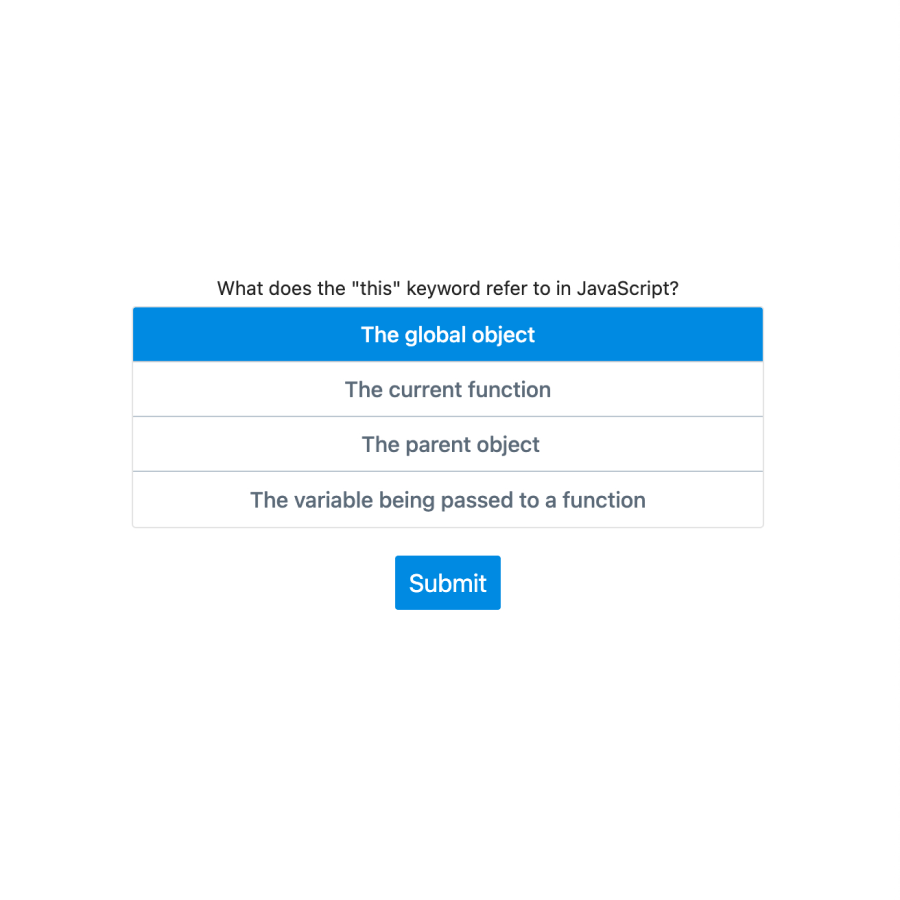 What does the "this" keyword refer to in JavaScript?
The global object
The current function
The parent object
The variable being passed to a function
Submit